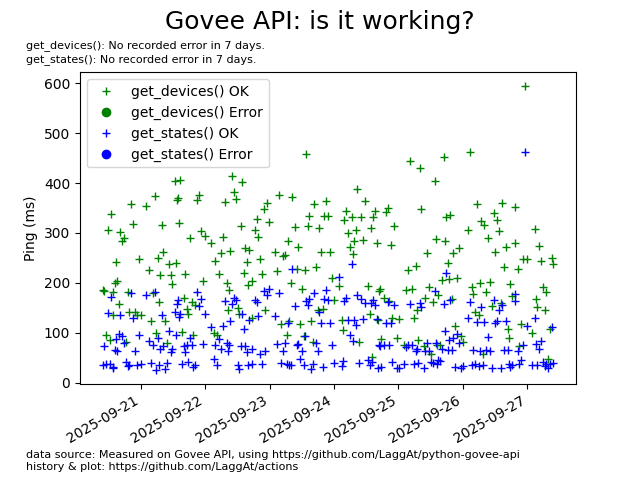 Govee API: is it working?
get_devices(): No recorded error in 7 days.
get_states(): No recorded error in 7 days.
get_devices() OK
get_devices() Error
get_states() OK
get_states() Error
Ping (ms)
600
500
400
300
200
100
0
2025-09-21
2025-09-22
2025-09-23
2025-09-24
2025-09-25
2025-09-26
2025-09-27
data source: Measured on Govee API, using https://github.com/LaggAt/python-govee-api
history & plot: https://github.com/LaggAt/actions